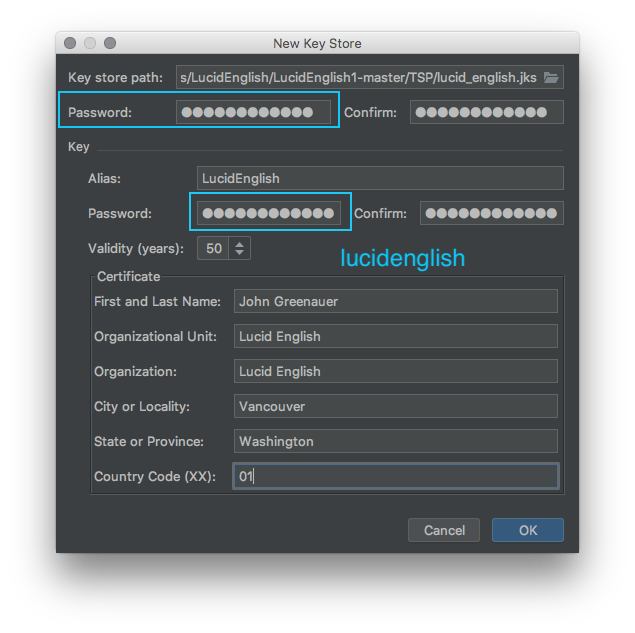 New Key Store
Key store path: s/LucidEnglish/LucidEnglish1-master/TSP/lucid_english.jks
Password: ●●●●●●●●●●●● Confirm: ●●●●●●●●●●●●
Key
Alias: LucidEnglish
Password: ●●●●●●●●●●●● Confirm: ●●●●●●●●●●●●
Validity (years): 50
lucidenglish
Certificate
First and Last Name: John Greenauer
Organizational Unit: Lucid English
Organization: Lucid English
City or Locality: Vancouver
State or Province: Washington
Country Code (XX): 01
Cancel OK